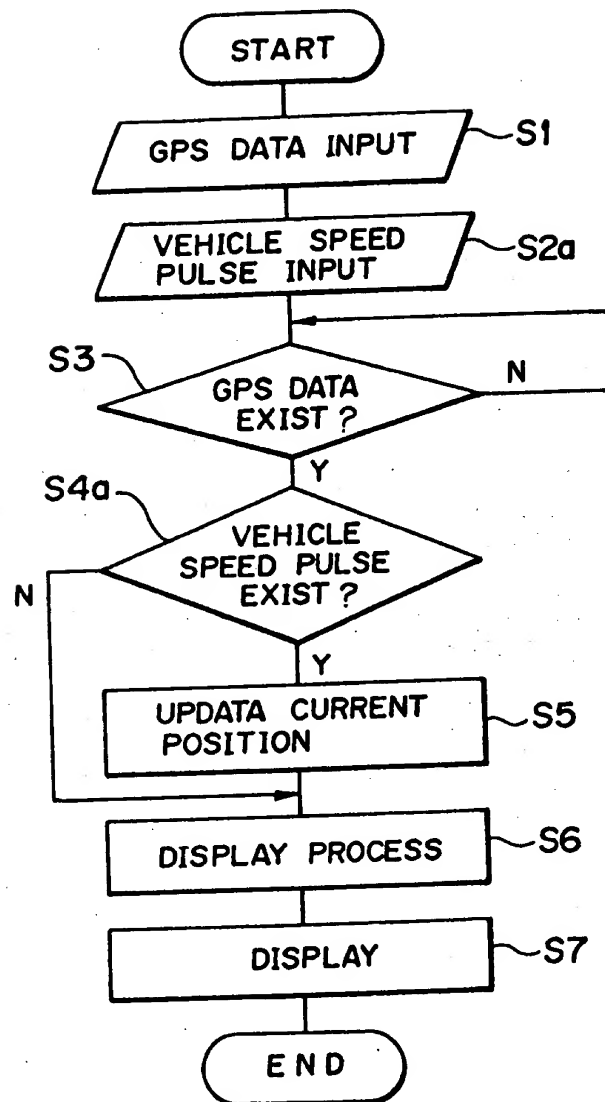 START
GPS DATA INPUT
S1
VEHICLE SPEED
PULSE INPUT
S2a
S3
GPS DATA
EXIST?
N
Y
S4a
VEHICLE
SPEED PULSE
EXIST?
N
Y
UPDATA CURRENT
POSITION
S5
DISPLAY PROCESS
S6
DISPLAY
S7
END